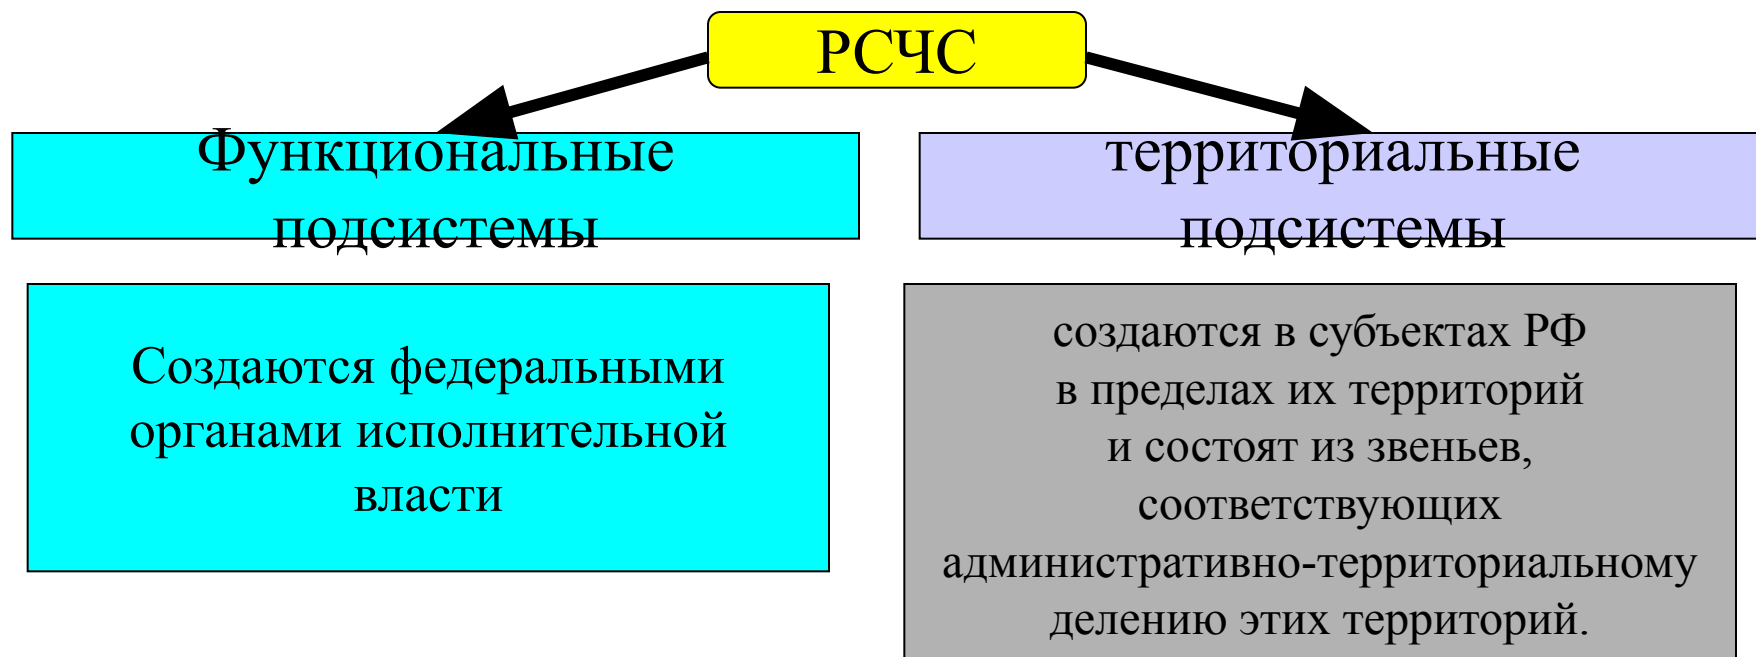 РСЧС
Функциональные
подсистемы
территориальные
подсистемы
Создаются федеральными
органами исполнительной
власти
создаются в субъектах РФ
в пределах их территорий
и состоят из звеньев,
соответствующих
административно-территориальному
делению этих территорий.